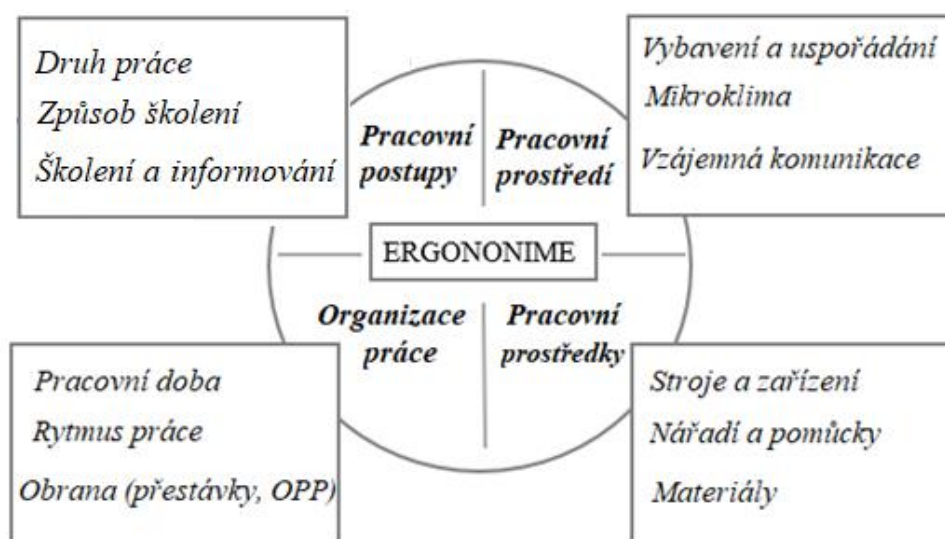 Druh práce
Způsob školení
Školení a informování
Vybavení a uspořádání
Mikroklima
Vzájemná komunikace
Pracovní
postupy
Pracovní
prostředí
ERGONONIME
Organizace
práce
Pracovní
prostředky
Pracovní doba
Rytmus práce
Obrana (přestávky, OPP)
Stroje a zařízení
Nářadí a pomůcky
Materiály